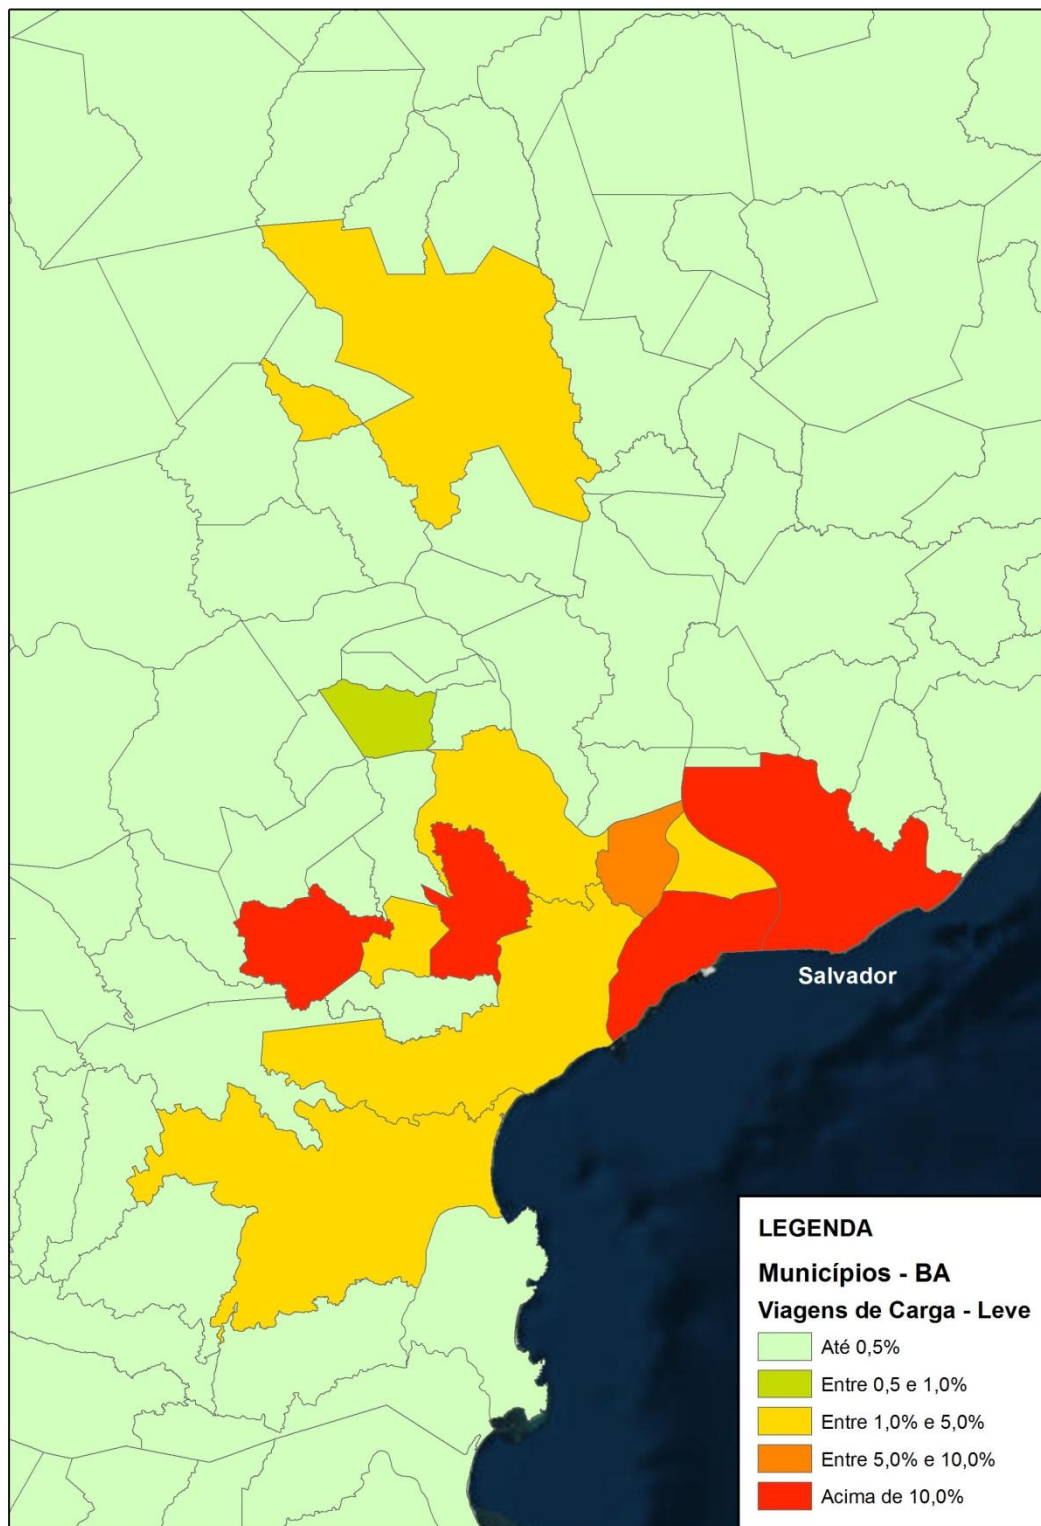 Salvador
LEGENDA
Municípios - BA
Viagens de Carga - Leve
Até 0,5%
Entre 0,5 e 1,0%
Entre 1,0% e 5,0%
Entre 5,0% e 10,0%
Acima de 10,0%